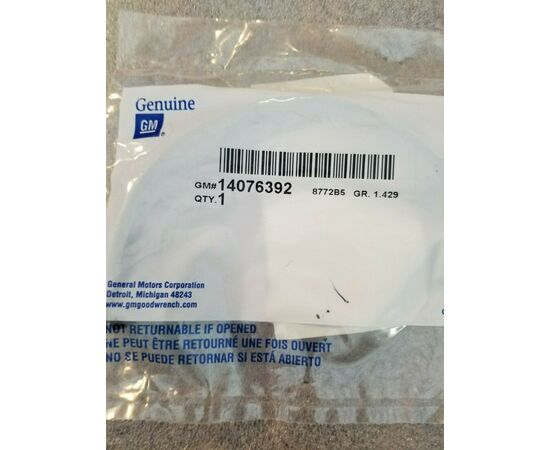 Genuine
GM
GM# 14076392 8772B5 GR. 1.429
QTY. 1
General Motors Corporation
Detroit, Michigan 48243
www.gmgoodwrench.com
NOT RETURNABLE IF OPENED
NE PEUT ÊTRE RETOURNÉ UNE FOIS OUVERT
NO SE PUEDE RETORNAR SI ESTÁ ABIERTO